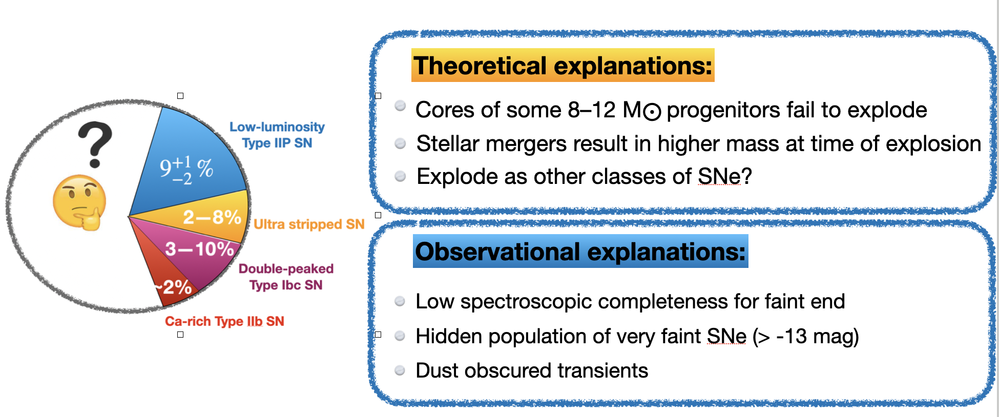 ?
Low-luminosity
Type IIP SN
9+1−2 %
2—8%
Ultra stripped SN
3—10%
Double-peaked
Type Ibc SN
~2%
Ca-rich Type IIb SN
Theoretical explanations:
Cores of some 8–12 M⊙ progenitors fail to explode
Stellar mergers result in higher mass at time of explosion
Explode as other classes of SNe?
Observational explanations:
Low spectroscopic completeness for faint end
Hidden population of very faint SNe (> -13 mag)
Dust obscured transients